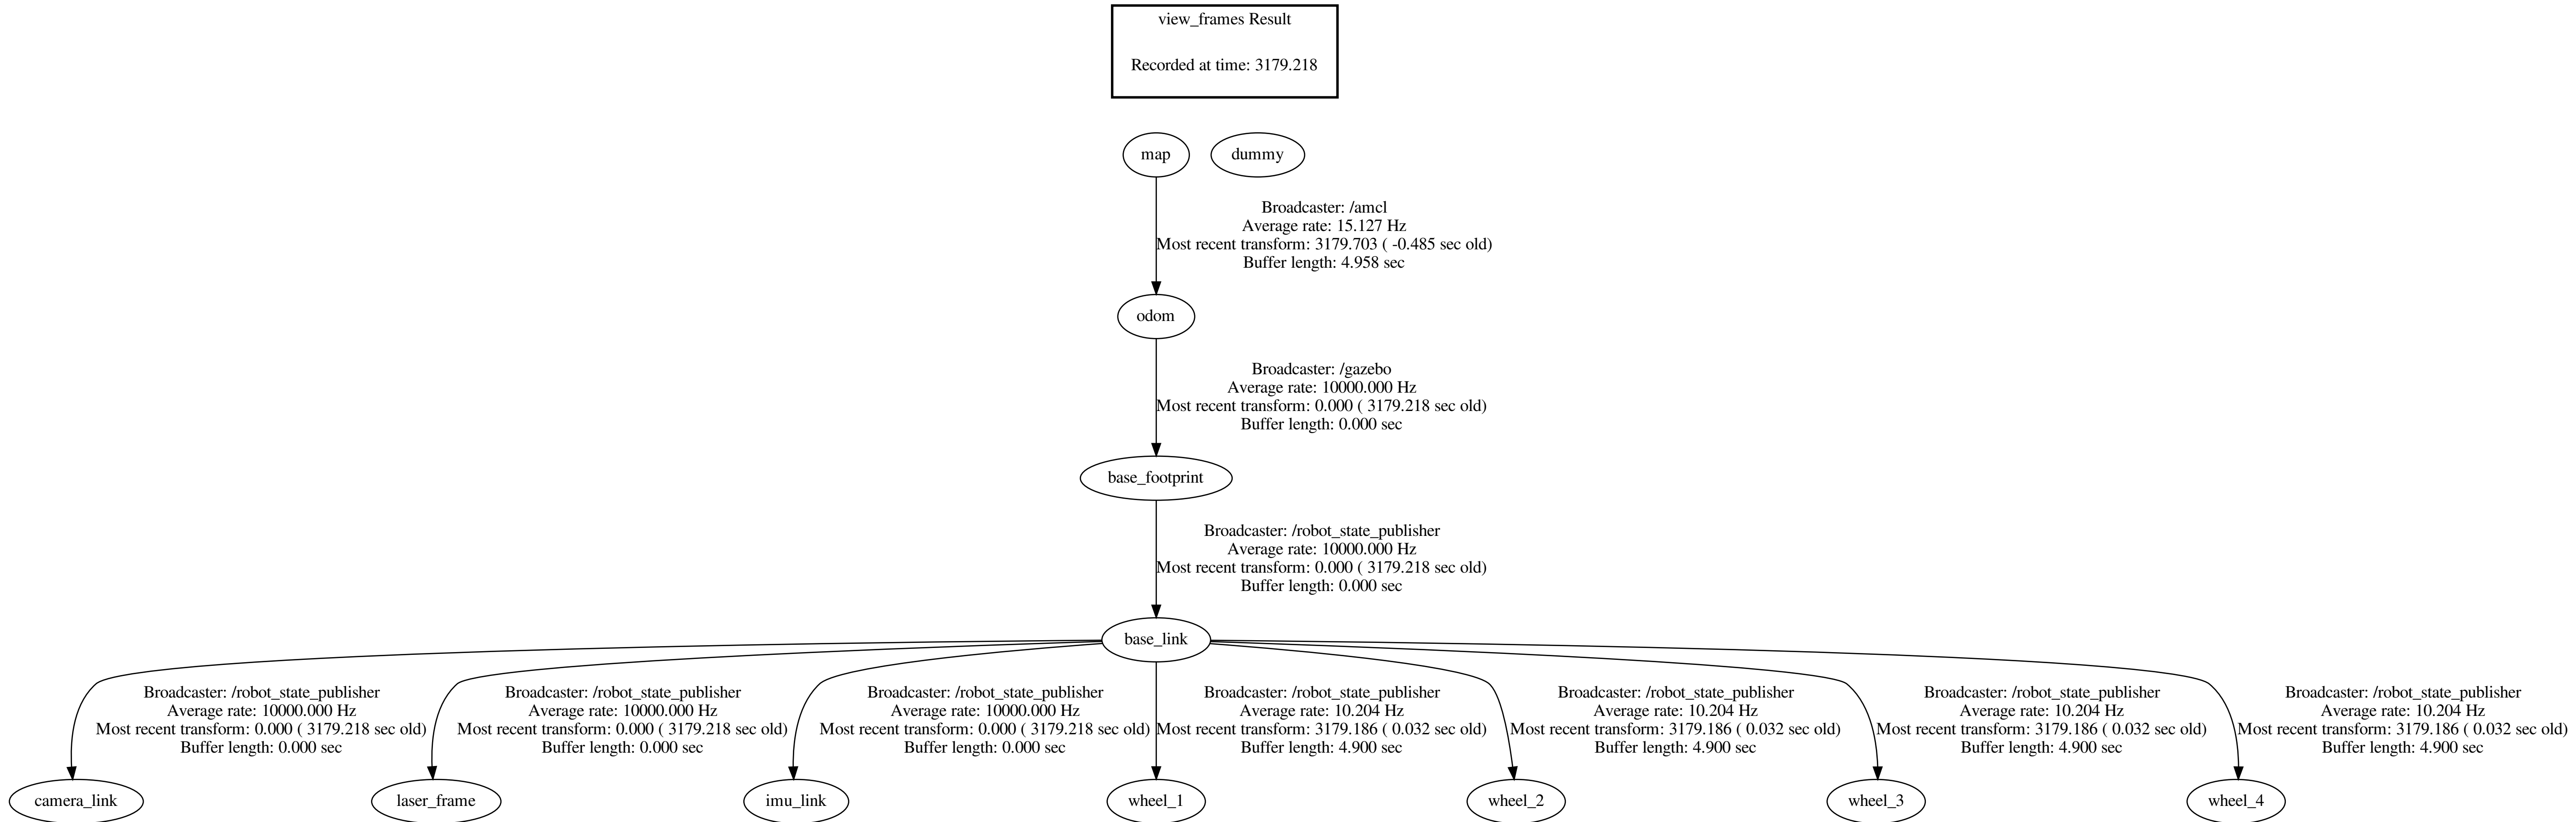 view_frames Result
Recorded at time: 3179.218
map
dummy
Broadcaster: /amcl
Average rate: 15.127 Hz
Most recent transform: 3179.703 ( -0.485 sec old)
Buffer length: 4.958 sec
odom
Broadcaster: /gazebo
Average rate: 10000.000 Hz
Most recent transform: 0.000 ( 3179.218 sec old)
Buffer length: 0.000 sec
base_footprint
Broadcaster: /robot_state_publisher
Average rate: 10000.000 Hz
Most recent transform: 0.000 ( 3179.218 sec old)
Buffer length: 0.000 sec
base_link
Broadcaster: /robot_state_publisher
Average rate: 10000.000 Hz
Most recent transform: 0.000 ( 3179.218 sec old)
Buffer length: 0.000 sec
Broadcaster: /robot_state_publisher
Average rate: 10000.000 Hz
Most recent transform: 0.000 ( 3179.218 sec old)
Buffer length: 0.000 sec
Broadcaster: /robot_state_publisher
Average rate: 10000.000 Hz
Most recent transform: 0.000 ( 3179.218 sec old)
Buffer length: 0.000 sec
Broadcaster: /robot_state_publisher
Average rate: 10.204 Hz
Most recent transform: 3179.186 ( 0.032 sec old)
Buffer length: 4.900 sec
Broadcaster: /robot_state_publisher
Average rate: 10.204 Hz
Most recent transform: 3179.186 ( 0.032 sec old)
Buffer length: 4.900 sec
Broadcaster: /robot_state_publisher
Average rate: 10.204 Hz
Most recent transform: 3179.186 ( 0.032 sec old)
Buffer length: 4.900 sec
Broadcaster: /robot_state_publisher
Average rate: 10.204 Hz
Most recent transform: 3179.186 ( 0.032 sec old)
Buffer length: 4.900 sec
camera_link
laser_frame
imu_link
wheel_1
wheel_2
wheel_3
wheel_4